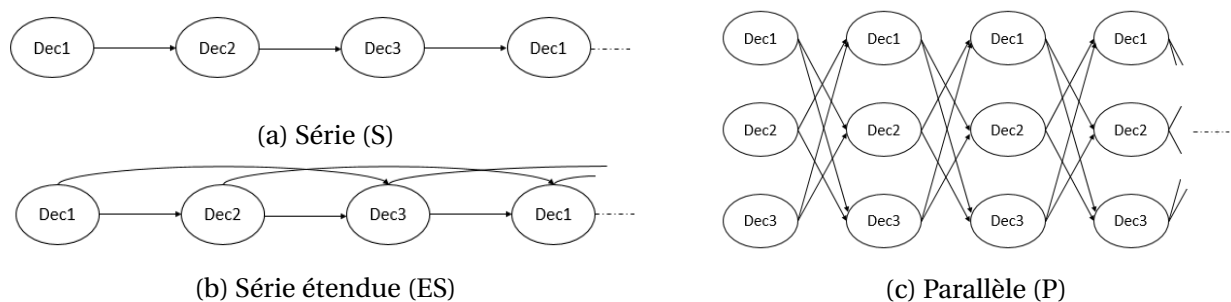 Dec1 Dec2 Dec3 Dec1
(a) Série (S)
Dec1 Dec2 Dec3 Dec1
(b) Série étendue (ES)
Dec1 Dec1 Dec1 Dec1
Dec2 Dec2 Dec2 Dec2
Dec3 Dec3 Dec3 Dec3
(c) Parallèle (P)